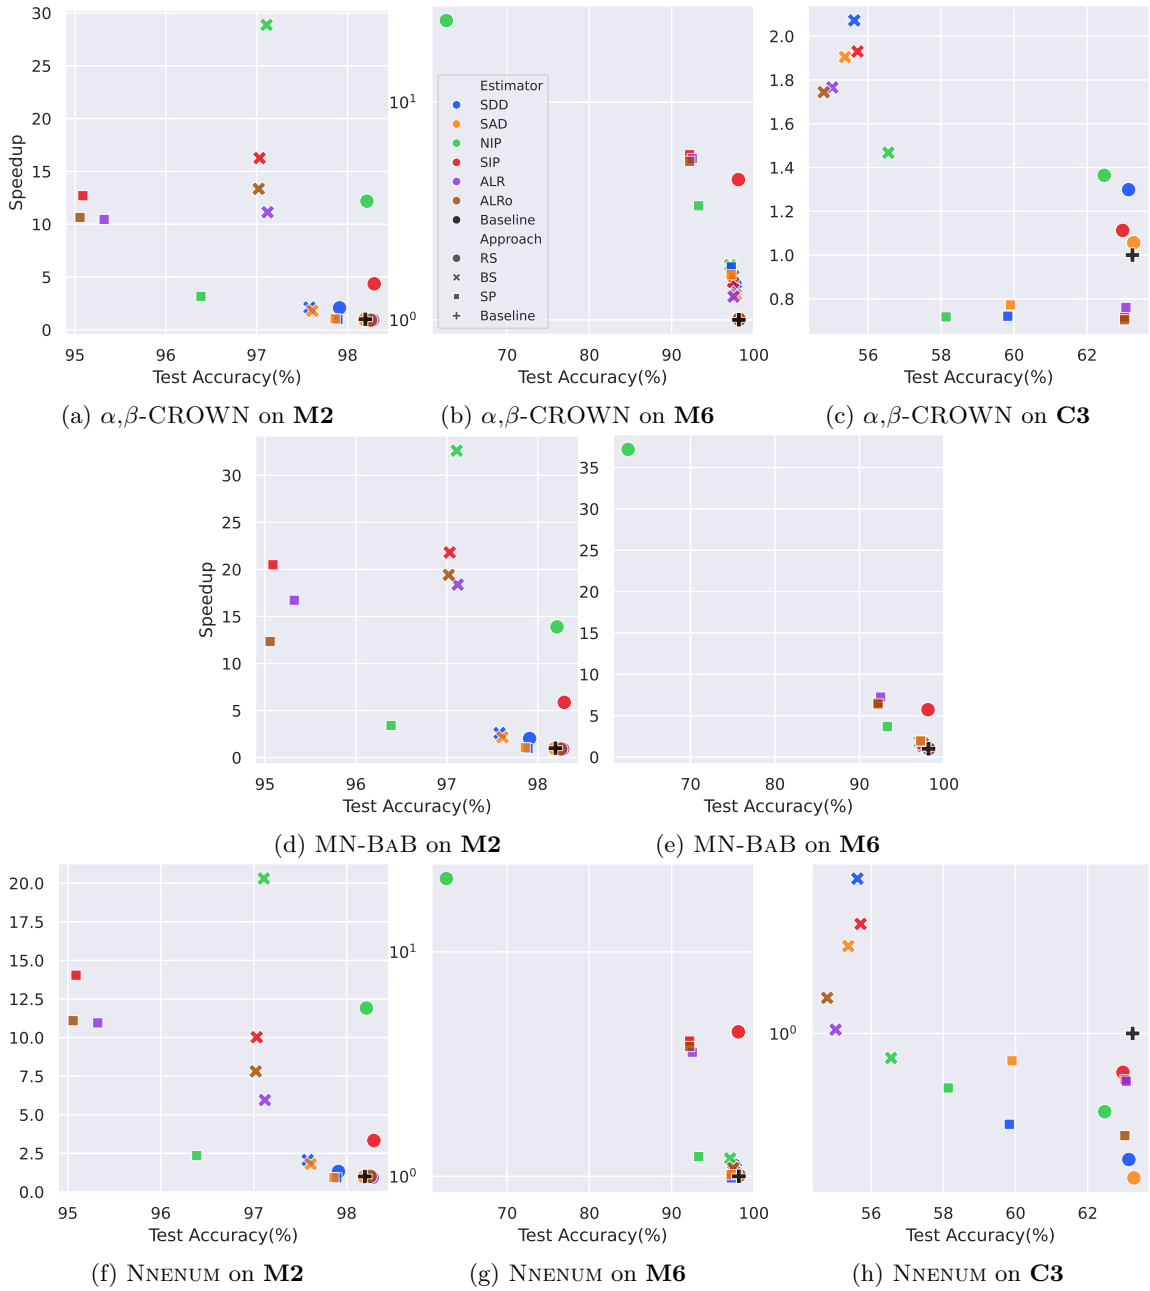 30
25
20
15
10
5
0
Speedup
95 96 97 98
Test Accuracy(%)
(a) α,β-CROWN on M2
10¹
10⁰
Estimator
SDD
SAD
NIP
SIP
ALR
ALRo
Baseline
Approach
RS
BS
SP
Baseline
70 80 90 100
Test Accuracy(%)
(b) α,β-CROWN on M6
2.0
1.8
1.6
1.4
1.2
1.0
0.8
56 58 60 62
Test Accuracy(%)
(c) α,β-CROWN on C3
30
25
20
15
10
5
0
Speedup
95 96 97 98
Test Accuracy(%)
(d) MN-BAB on M2
35
30
25
20
15
10
5
0
70 80 90 100
Test Accuracy(%)
(e) MN-BAB on M6
20.0
17.5
15.0
12.5
10.0
7.5
5.0
2.5
0.0
95 96 97 98
Test Accuracy(%)
(f) NNENUM on M2
10¹
10⁰
70 80 90 100
Test Accuracy(%)
(g) NNENUM on M6
10⁰
56 58 60 62
Test Accuracy(%)
(h) NNENUM on C3